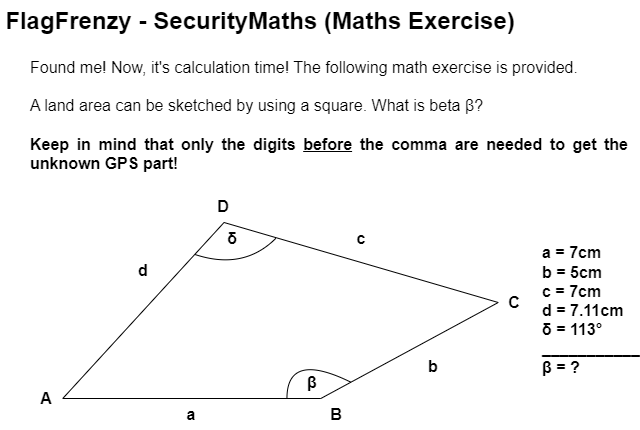 FlagFrenzy - SecurityMaths (Maths Exercise)
Found me! Now, it's calculation time! The following math exercise is provided.
A land area can be sketched by using a square. What is beta β?
Keep in mind that only the digits before the comma are needed to get the
unknown GPS part!
D
δ
c
d
a = 7cm
b = 5cm
c = 7cm
d = 7.11cm
δ = 113°
β = ?
C
b
β
A
a
B